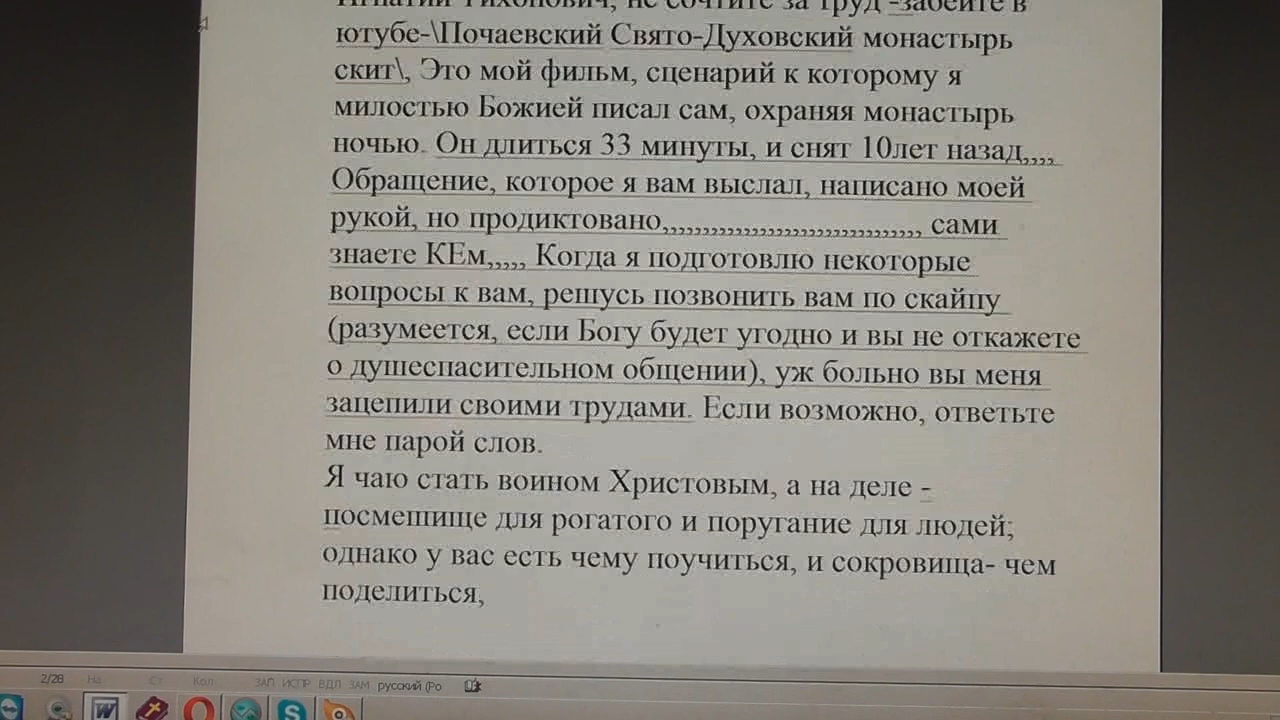 Игнатий Тихонович, не сочтите за труд -забейте в
ютубе-\Почаевский Свято-Духовский монастырь
скит\, Это мой фильм, сценарий к которому я
милостью Божией писал сам, охраняя монастырь
ночью. Он длиться 33 минуты, и снят 10лет назад,,,,
Обращение, которое я вам выслал, написано моей
рукой, но продиктовано,,,,,,,,,,,,,,,,,,,,,,,,,,,,,,,,, сами
знаете КЕм,,,,, Когда я подготовлю некоторые
вопросы к вам, решусь позвонить вам по скайпу
(разумеется, если Богу будет угодно и вы не откажете
о душеспасительном общении), уж больно вы меня
зацепили своими трудами. Если возможно, ответьте
мне парой слов.
Я чаю стать воином Христовым, а на деле -
посмешище для рогатого и поругание для людей;
однако у вас есть чему поучиться, и сокровища- чем
поделиться,
2/28 На Ст Кол ЗАП ИСПР ВДЛ ЗАМ русский (Ро